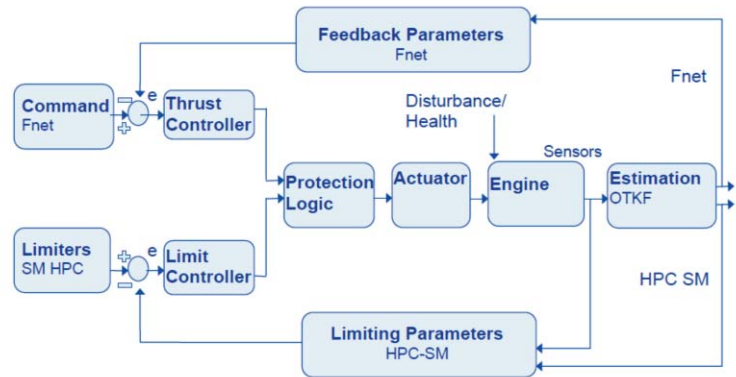 Feedback Parameters
Fnet
Fnet
Command
Fnet
e
Thrust
Controller
Disturbance/
Health
Sensors
Protection
Logic
Actuator
Engine
Estimation
OTKF
Limiters
SM HPC
e
Limit
Controller
HPC SM
Limiting Parameters
HPC-SM